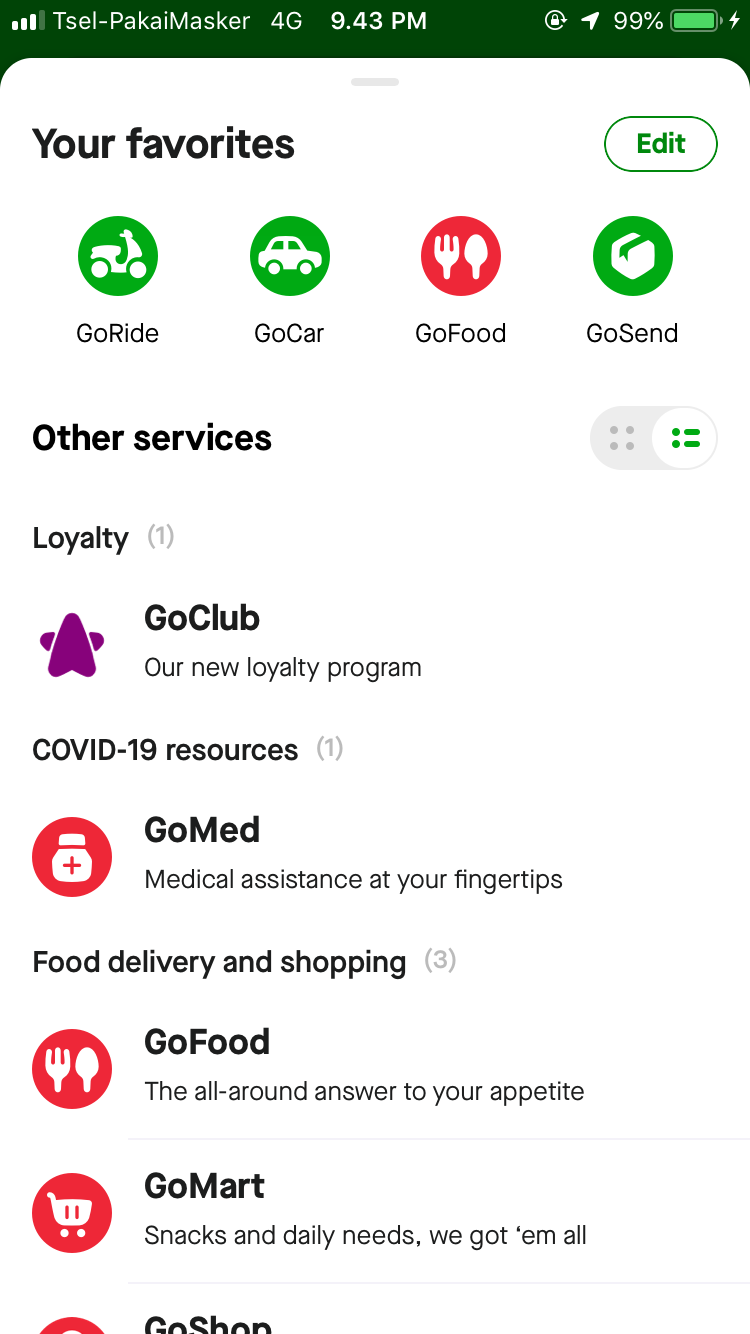 Tsel-PakaiMasker 4G 9.43 PM 99%
Your favorites
Edit
GoRide GoCar GoFood GoSend
Other services
Loyalty (1)
GoClub
Our new loyalty program
COVID-19 resources (1)
GoMed
Medical assistance at your fingertips
Food delivery and shopping (3)
GoFood
The all-around answer to your appetite
GoMart
Snacks and daily needs, we got ‘em all
GoShop